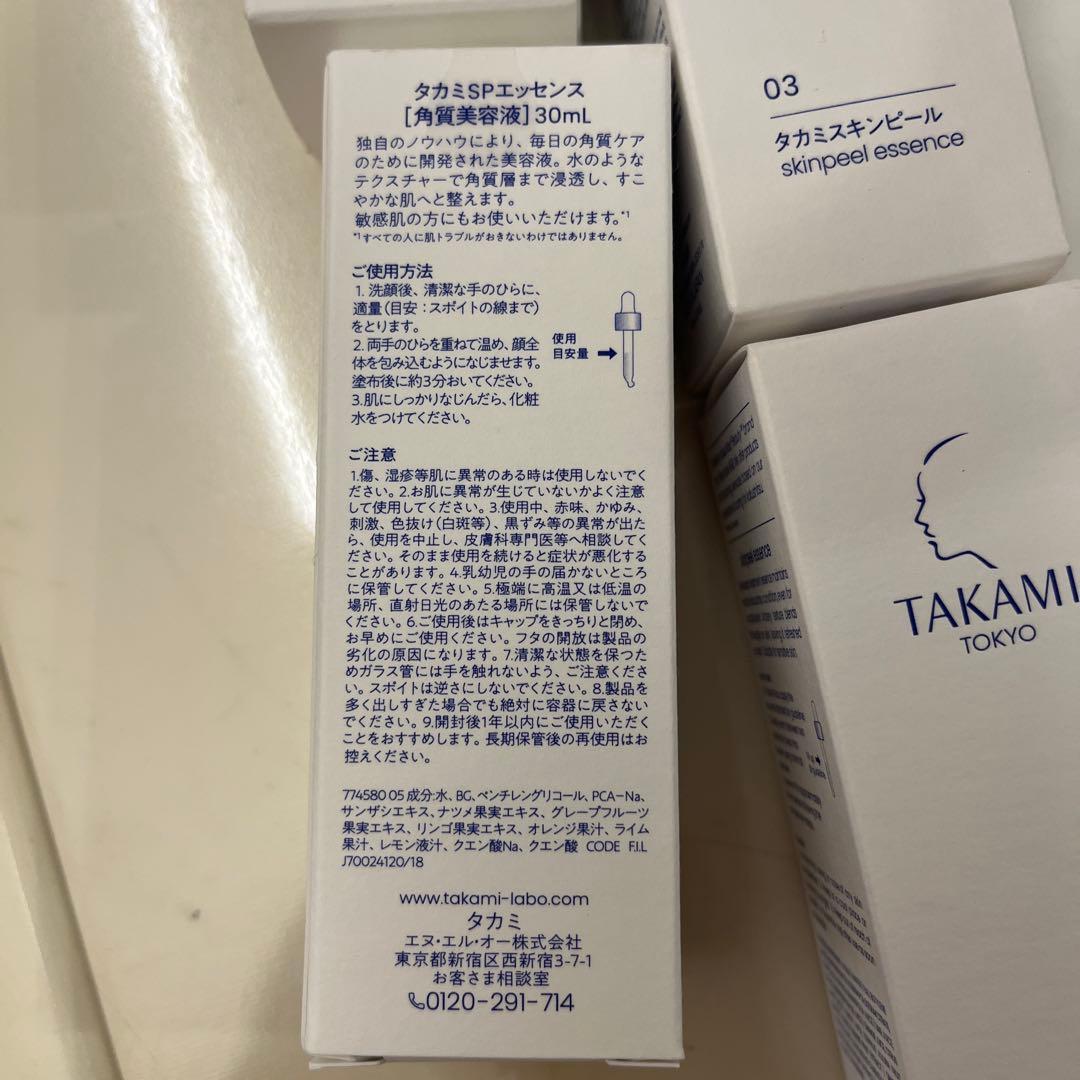 タカミSPエッセンス
[角質美容液] 30mL
独自のノウハウにより、毎日の角質ケア
のために開発された美容液。水のような
テクスチャーで角質層まで浸透し、すこ
やかな肌へと整えます。
敏感肌の方にもお使いいただけます。*1
*1すべての人に肌トラブルがおきないわけではありません。
ご使用方法
1. 洗顔後、清潔な手のひらに、
適量(目安:スポイトの線まで)
をとります。
2. 両手のひらを重ねて温め、顔全
体を包み込むようになじませます。
塗布後に約3分おいてください。
3.肌にしっかりなじんだら、化粧
水をつけてください。
使用
目安量
ご注意
1.傷、湿疹等肌に異常のある時は使用しないでく
ださい。2.お肌に異常が生じていないかよく注意
して使用してください。3.使用中、赤味、かゆみ、
刺激、色抜け(白斑等)、黒ずみ等の異常が出た
ら、使用を中止し、皮膚科専門医等へ相談してく
ださい。そのまま使用を続けると症状が悪化する
ことがあります。4.乳幼児の手の届かないところ
に保管してください。5.極端に高温又は低温の
場所、直射日光のあたる場所には保管しないで
ください。6.ご使用後はキャップをきっちりと閉め、
お早めにご使用ください。フタの開放は製品の
劣化の原因になります。7.清潔な状態を保つた
めガラス管には手を触れないよう、ご注意くださ
い。スポイトは逆さにしないでください。8.製品を
多く出しすぎた場合でも絶対に容器に戻さない
でください。9.開封後1年以内にご使用いただく
ことをおすすめします。長期保管後の再使用はお
控えください。
774580 05 成分:水、BG、ペンチレングリコール、PCA-Na、
サンザシエキス、ナツメ果実エキス、グレープフルーツ
果実エキス、リンゴ果実エキス、オレンジ果汁、ライム
果汁、レモン液汁、クエン酸Na、クエン酸 CODE F.I.L
J70024120/18
www.takami-labo.com
タカミ
エヌ・エル・オー株式会社
東京都新宿区西新宿3-7-1
お客さま相談室
0120-291-714
03
タカミスキンピール
skinpeel essence
TAKAMI
TOKYO